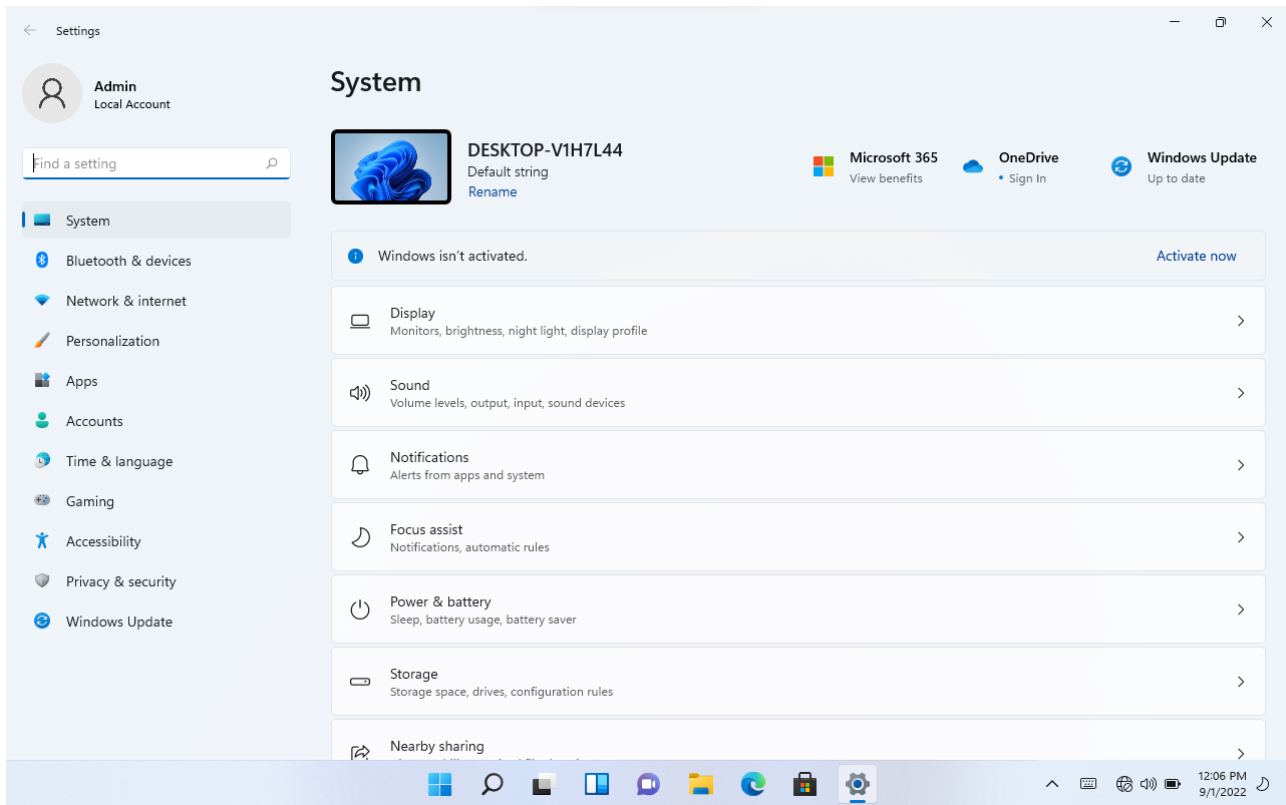 Settings
Admin
Local Account
Find a setting
System
Bluetooth & devices
Network & internet
Personalization
Apps
Accounts
Time & language
Gaming
Accessibility
Privacy & security
Windows Update
System
DESKTOP-V1H7L44
Default string
Rename
Microsoft 365
View benefits
OneDrive
• Sign In
Windows Update
Up to date
Windows isn't activated.
Activate now
Display
Monitors, brightness, night light, display profile
Sound
Volume levels, output, input, sound devices
Notifications
Alerts from apps and system
Focus assist
Notifications, automatic rules
Power & battery
Sleep, battery usage, battery saver
Storage
Storage space, drives, configuration rules
Nearby sharing
12:06 PM
9/1/2022